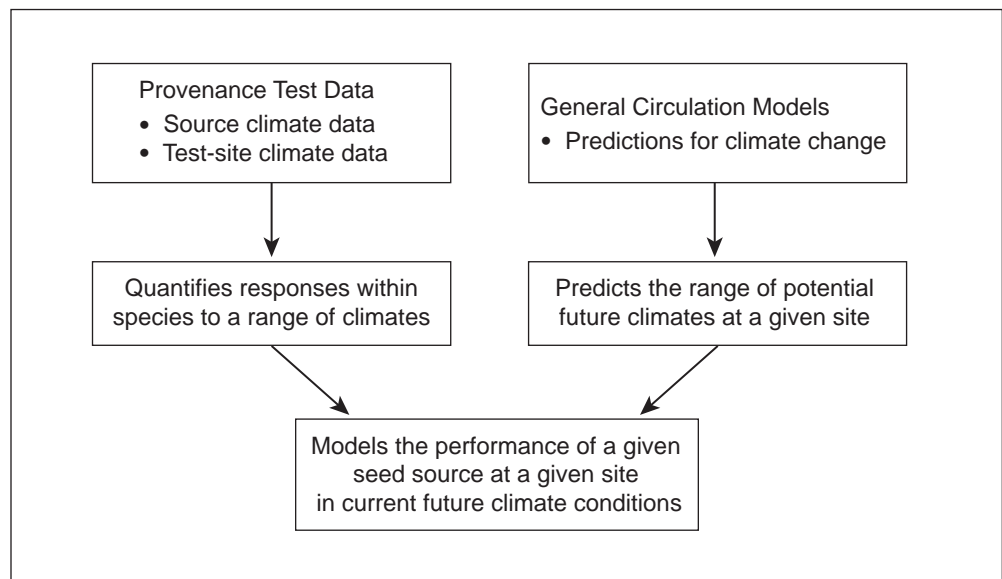 Provenance Test Data
• Source climate data
• Test-site climate data
General Circulation Models
• Predictions for climate change
Quantifies responses within
species to a range of climates
Predicts the range of potential
future climates at a given site
Models the performance of a given
seed source at a given site
in current future climate conditions